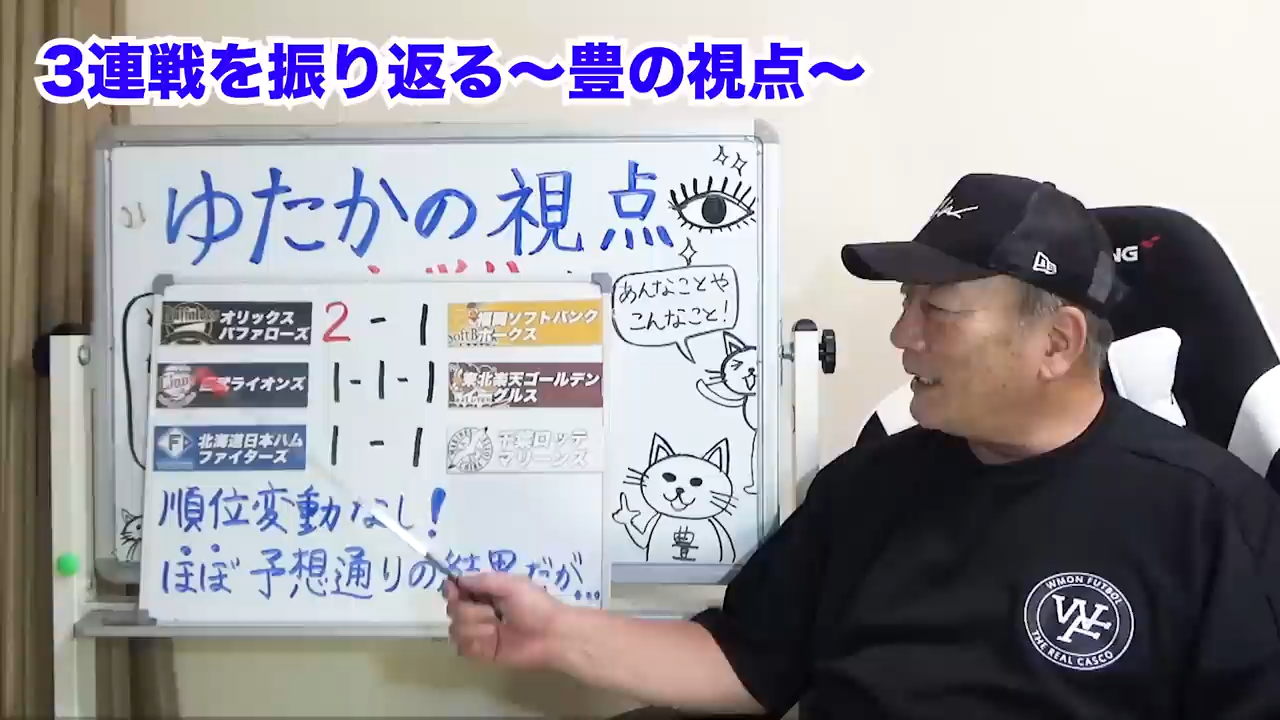 3連戦を振り返る〜豊の視点〜
ゆたかの視点
あんなことや
こんなこと!
オリックス
バファローズ
2 - 1
福岡ソフトバンク
ホークス
ライオンズ
1 - 1 - 1
東北楽天ゴールデン
グルス
北海道日本ハム
ファイターズ
1 - 1
千葉ロッテ
マリーンズ
順位変動なし!
ほぼ予想通りの結果だが...
豊
NG
WMON FUTBOL
WF
THE REAL CASCO